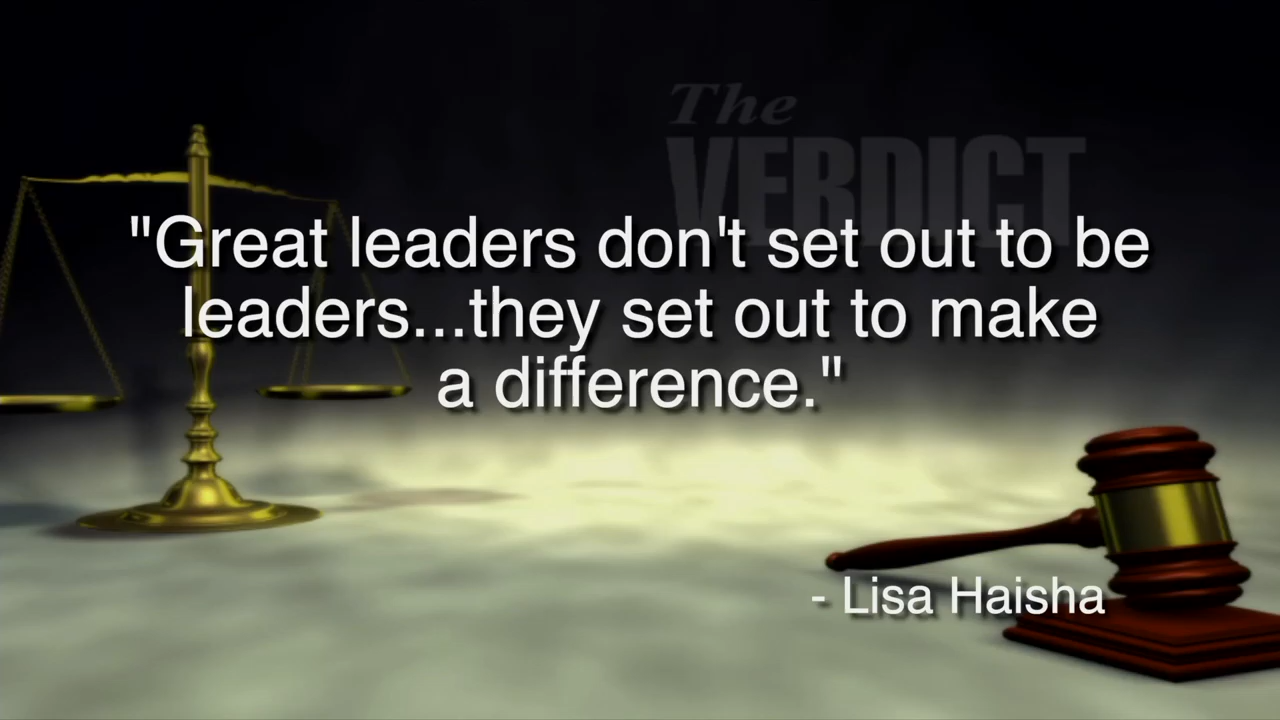 The
VERDICT
"Great leaders don't set out to be
leaders...they set out to make
a difference."
- Lisa Haisha